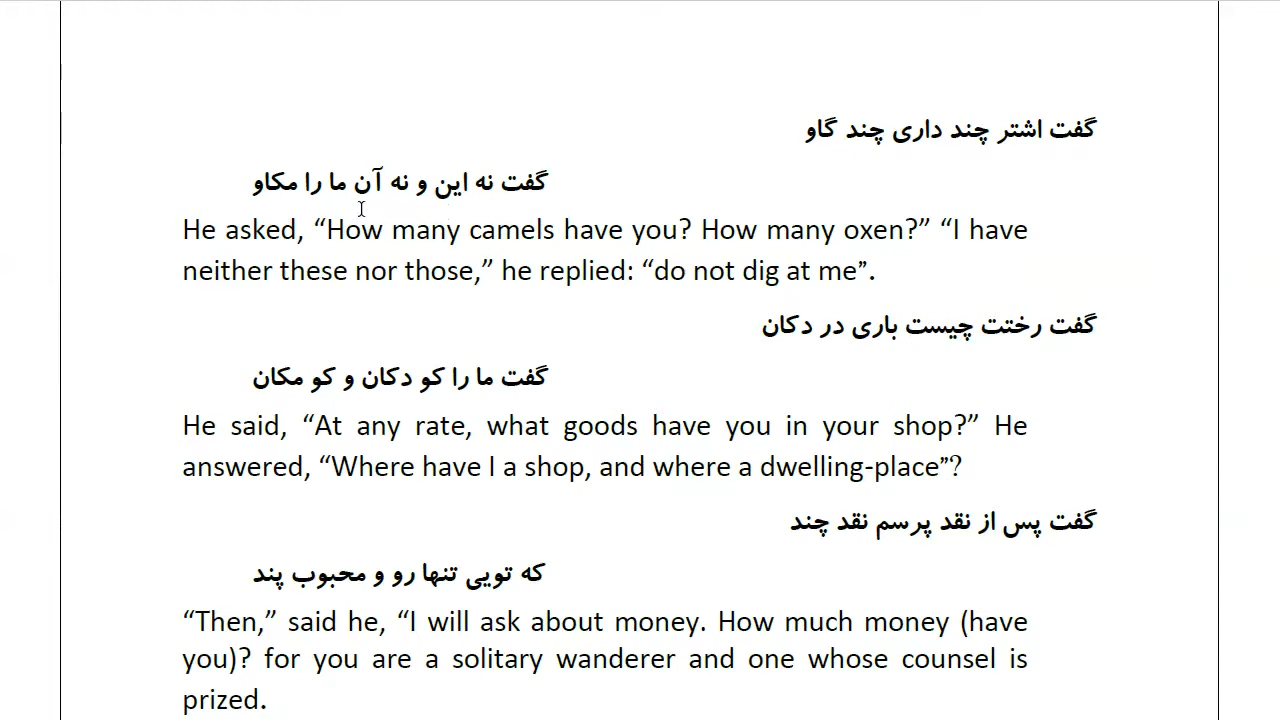 گفت اشتر چند داری چند گاو
گفت نه این و نه آن ما را مکاو
He asked, “How many camels have you? How many oxen?” “I have
neither these nor those,” he replied: “do not dig at me”.
گفت رختت چیست باری در دکان
گفت ما را کو دکان و کو مکان
He said, “At any rate, what goods have you in your shop?” He
answered, “Where have I a shop, and where a dwelling-place”?
گفت پس از نقد پرسم نقد چند
که تویی تنها رو و محبوب پند
“Then,” said he, “I will ask about money. How much money (have
you)? for you are a solitary wanderer and one whose counsel is
prized.